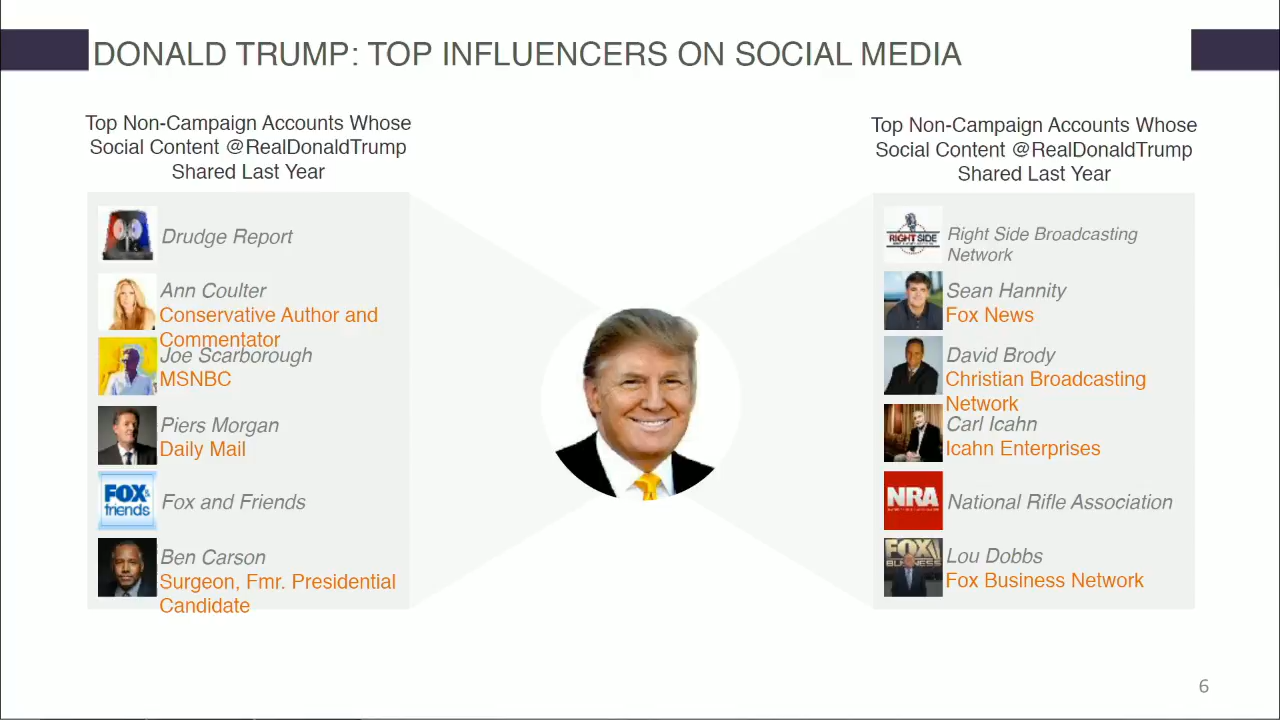 DONALD TRUMP: TOP INFLUENCERS ON SOCIAL MEDIA
Top Non-Campaign Accounts Whose
Social Content @RealDonaldTrump
Shared Last Year
Drudge Report
Ann Coulter
Conservative Author and
Commentator
Joe Scarborough
MSNBC
Piers Morgan
Daily Mail
FOX&
friends
Fox and Friends
Ben Carson
Surgeon, Fmr. Presidential
Candidate
Top Non-Campaign Accounts Whose
Social Content @RealDonaldTrump
Shared Last Year
RIGHT SIDE
Right Side Broadcasting
Network
Sean Hannity
Fox News
David Brody
Christian Broadcasting
Network
Carl Icahn
Icahn Enterprises
NRA
National Rifle Association
FOX
BUSINESS
Lou Dobbs
Fox Business Network
6